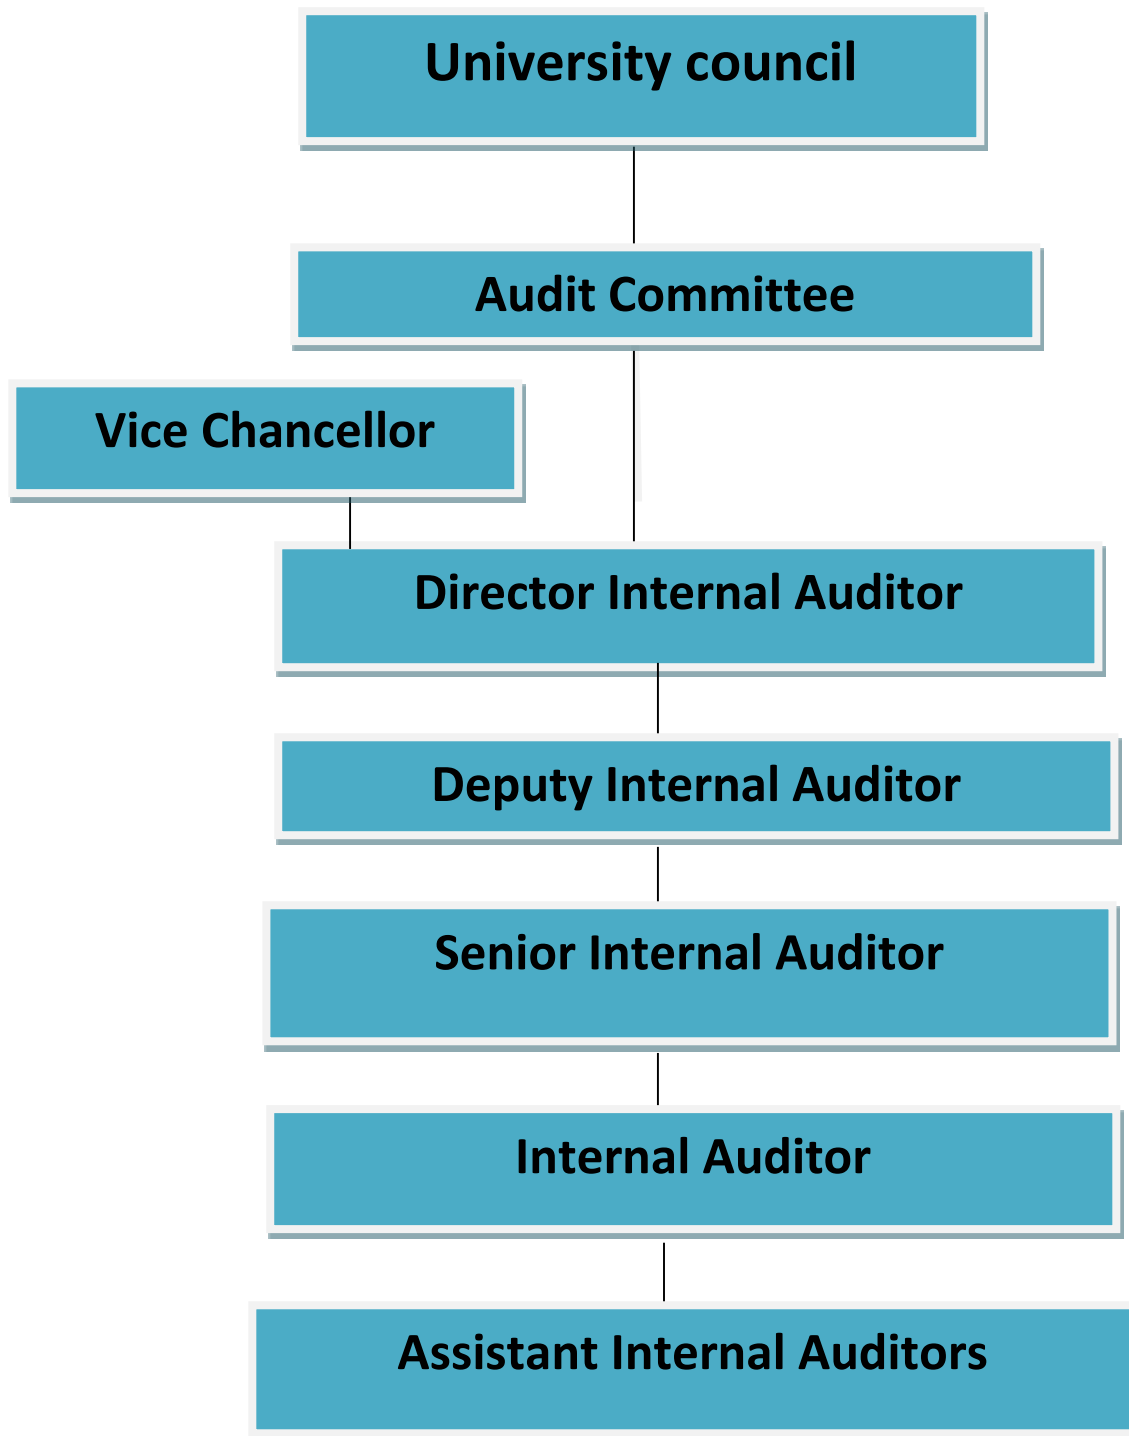 University council
Audit Committee
Vice Chancellor
Director Internal Auditor
Deputy Internal Auditor
Senior Internal Auditor
Internal Auditor
Assistant Internal Auditors